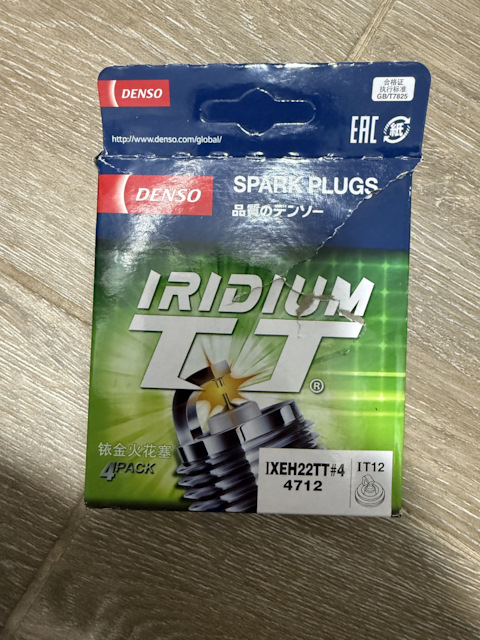 DENSO
合格证
执行标准
GB/T7825
http://www.denso.com/global/
EAC
紙
DENSO
SPARK PLUGS
品質のデンソー
IRIDIUM
TT®
铱金火花塞
4PACK
IXEH22TT#4
4712
IT12